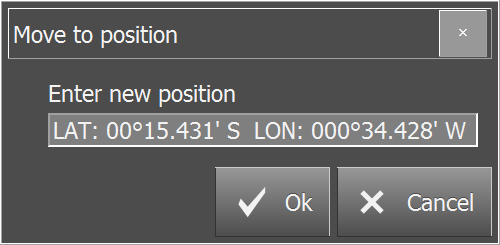 Move to position
Enter new position
LAT: 00°15.431' S LON: 000°34.428' W
Ok Cancel